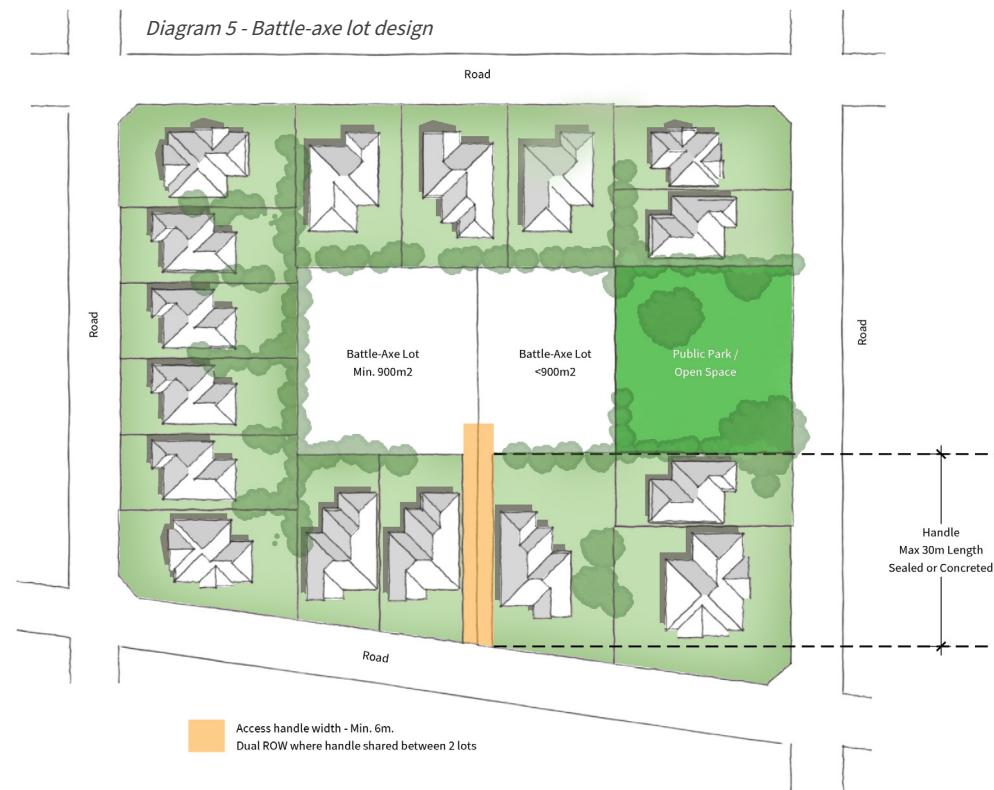 Diagram 5 - Battle-axe lot design
Road
Road
Road
Battle-Axe Lot
Min. 900m2
Battle-Axe Lot
<900m2
Public Park /
Open Space
Handle
Max 30m Length
Sealed or Concreted
Road
Access handle width - Min. 6m.
Dual ROW where handle shared between 2 lots